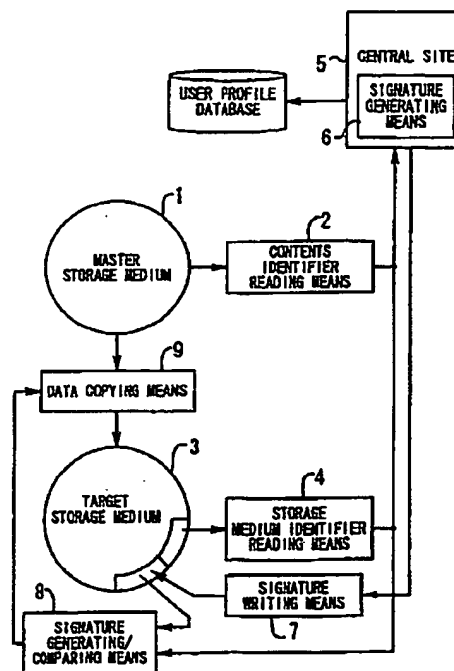 5
CENTRAL SITE
USER PROFILE
DATABASE
SIGNATURE
GENERATING
MEANS
6
1
MASTER
STORAGE MEDIUM
2
CONTENTS
IDENTIFIER
READING MEANS
9
DATA COPYING MEANS
3
TARGET
STORAGE MEDIUM
4
STORAGE
MEDIUM IDENTIFIER
READING MEANS
8
SIGNATURE
WRITING MEANS
7
SIGNATURE
GENERATING/
COMPARING MEANS